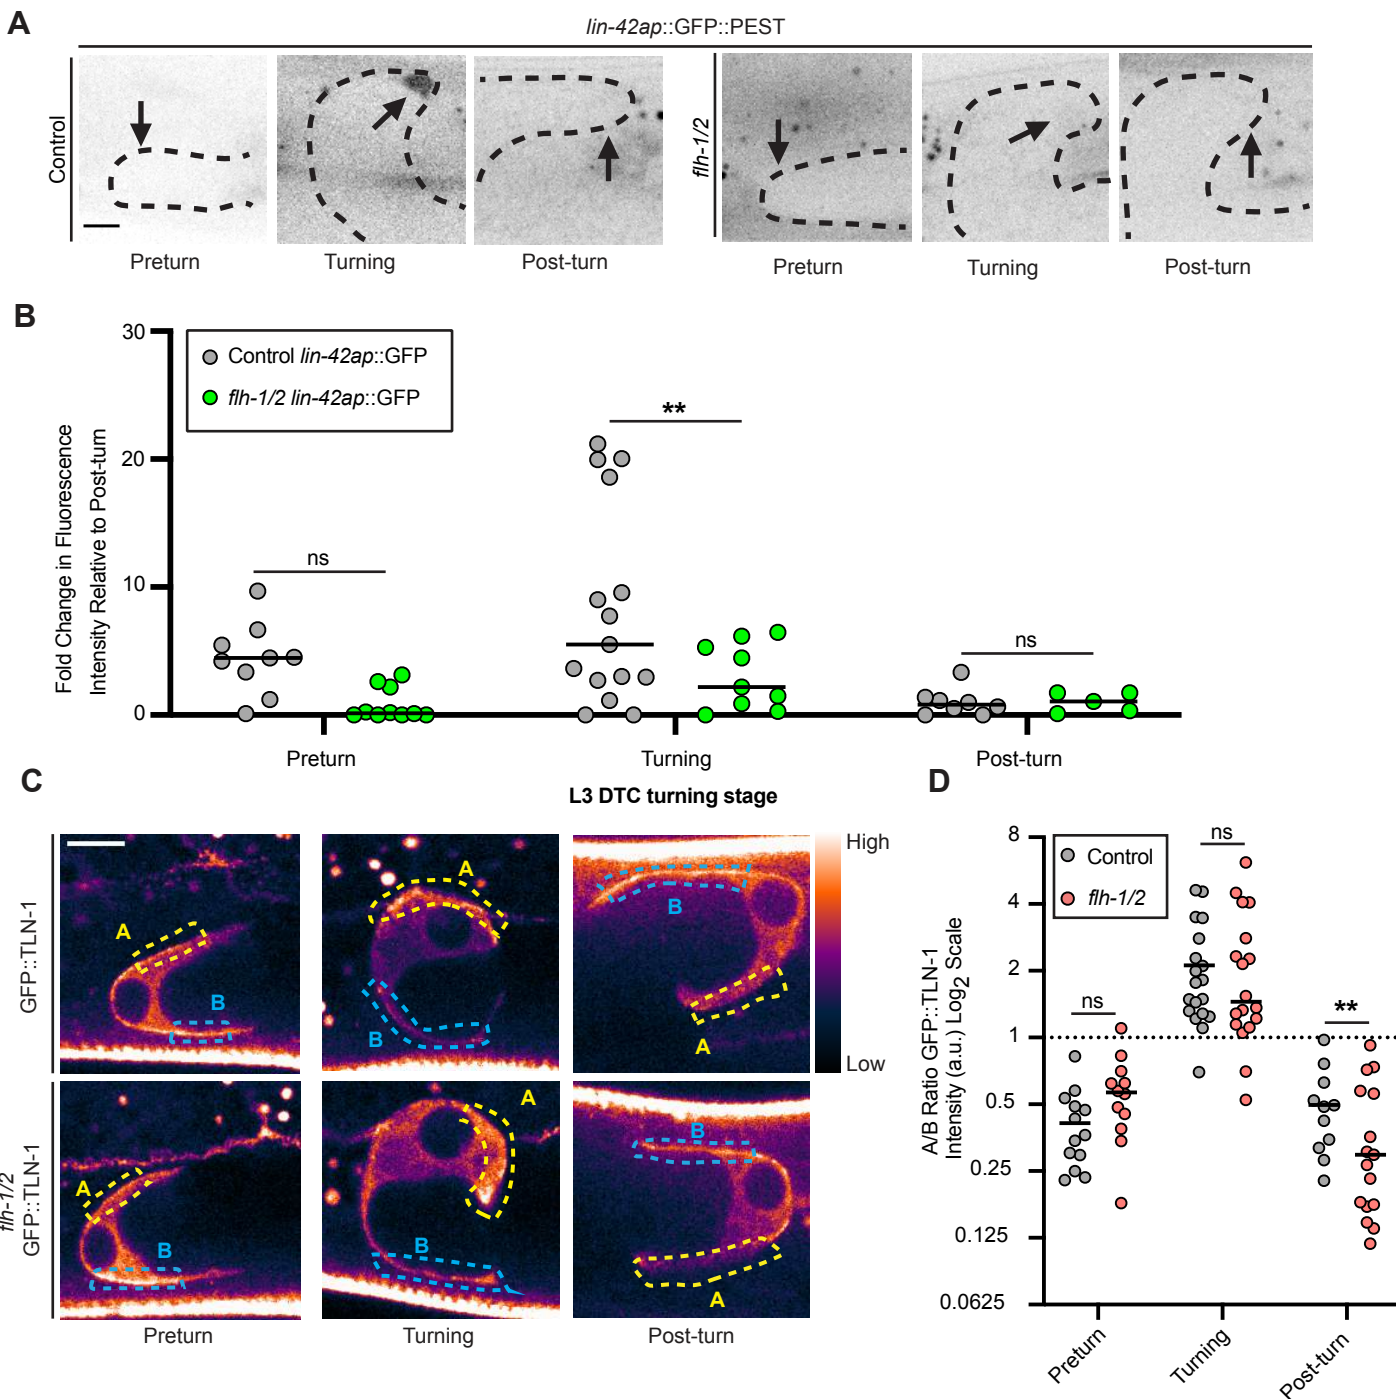 A
lin-42ap::GFP::PEST
Control
flh-1/2
Preturn
Turning
Post-turn
Preturn
Turning
Post-turn
B
30
20
10
0
Fold Change in Fluorescence
Intensity Relative to Post-turn
Control lin-42ap::GFP
flh-1/2 lin-42ap::GFP
ns
**
ns
Preturn
Turning
Post-turn
C
L3 DTC turning stage
GFP::TLN-1
A
B
A
B
B
A
High
Low
flh-1/2
GFP::TLN-1
A
B
A
B
B
A
Preturn
Turning
Post-turn
D
8
4
2
1
0.5
0.25
0.125
0.0625
A/B Ratio GFP::TLN-1
Intensity (a.u.) Log2 Scale
Control
flh-1/2
ns
ns
**
Preturn
Turning
Post-turn